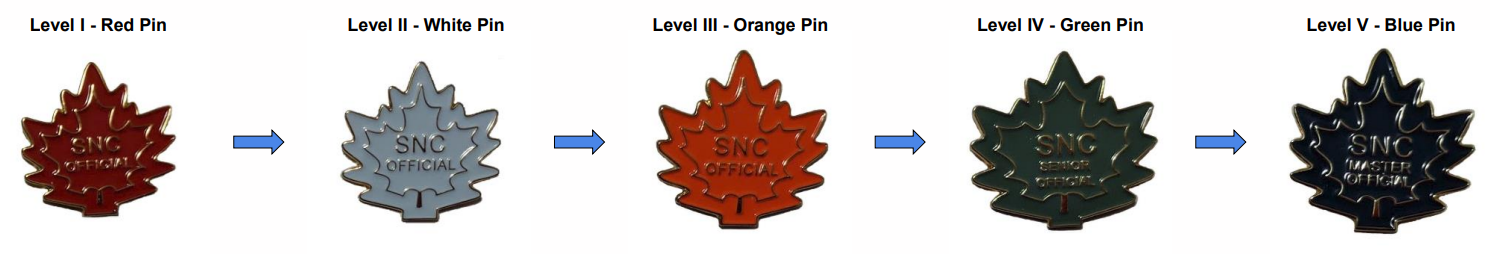 Level I - Red Pin
Level II - White Pin
Level III - Orange Pin
Level IV - Green Pin
Level V - Blue Pin
SNC
OFFICIAL
SNC
OFFICIAL
SNC
OFFICIAL
SNC
SENIOR
OFFICIAL
SNC
MASTER
OFFICIAL